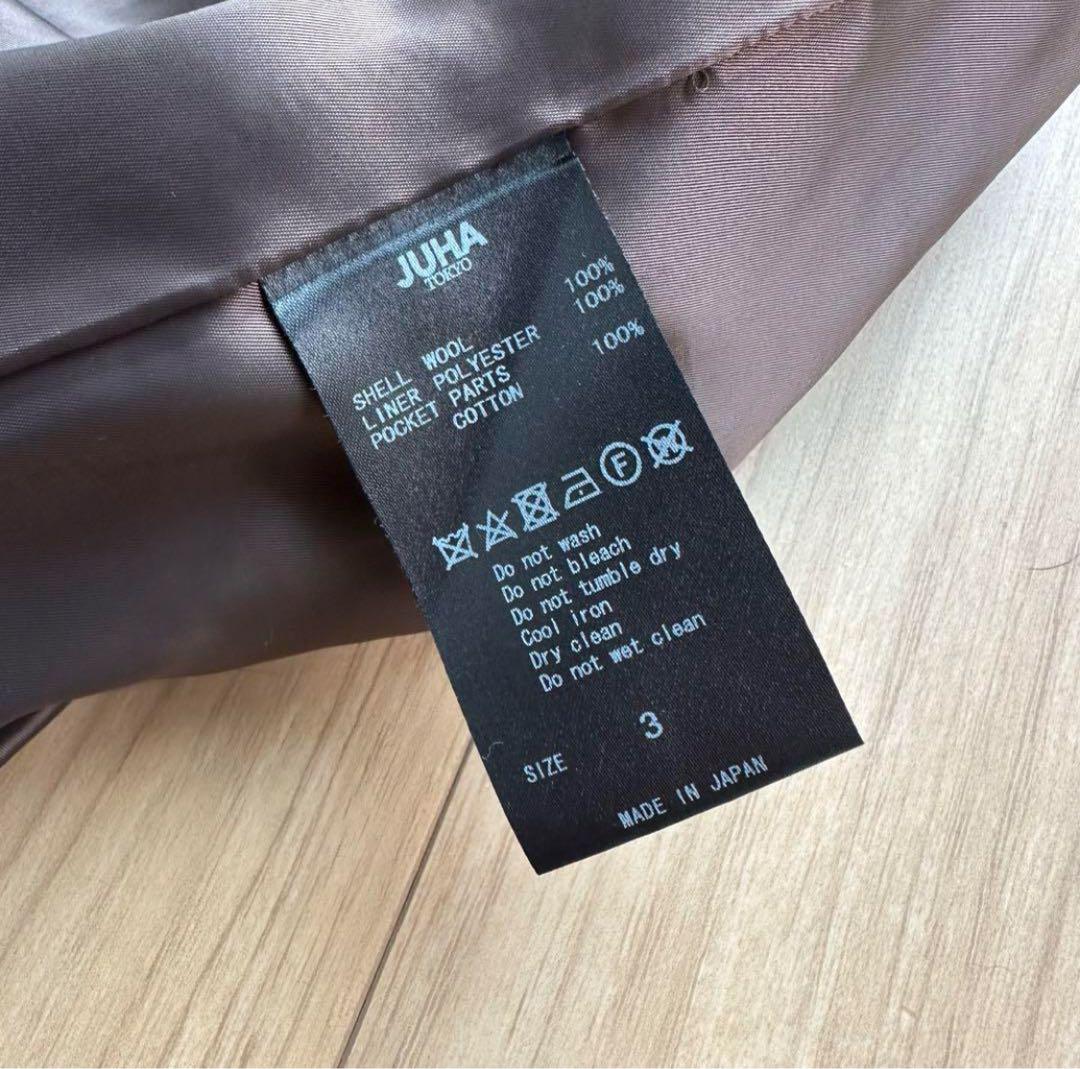 JUHA
TOKYO
SHELL WOOL 100%
LINER POLYESTER 100%
POCKET PARTS
COTTON 100%
F W
Do not wash
Do not bleach
Do not tumble dry
Cool iron
Dry clean
Do not wet clean
SIZE 3
MADE IN JAPAN